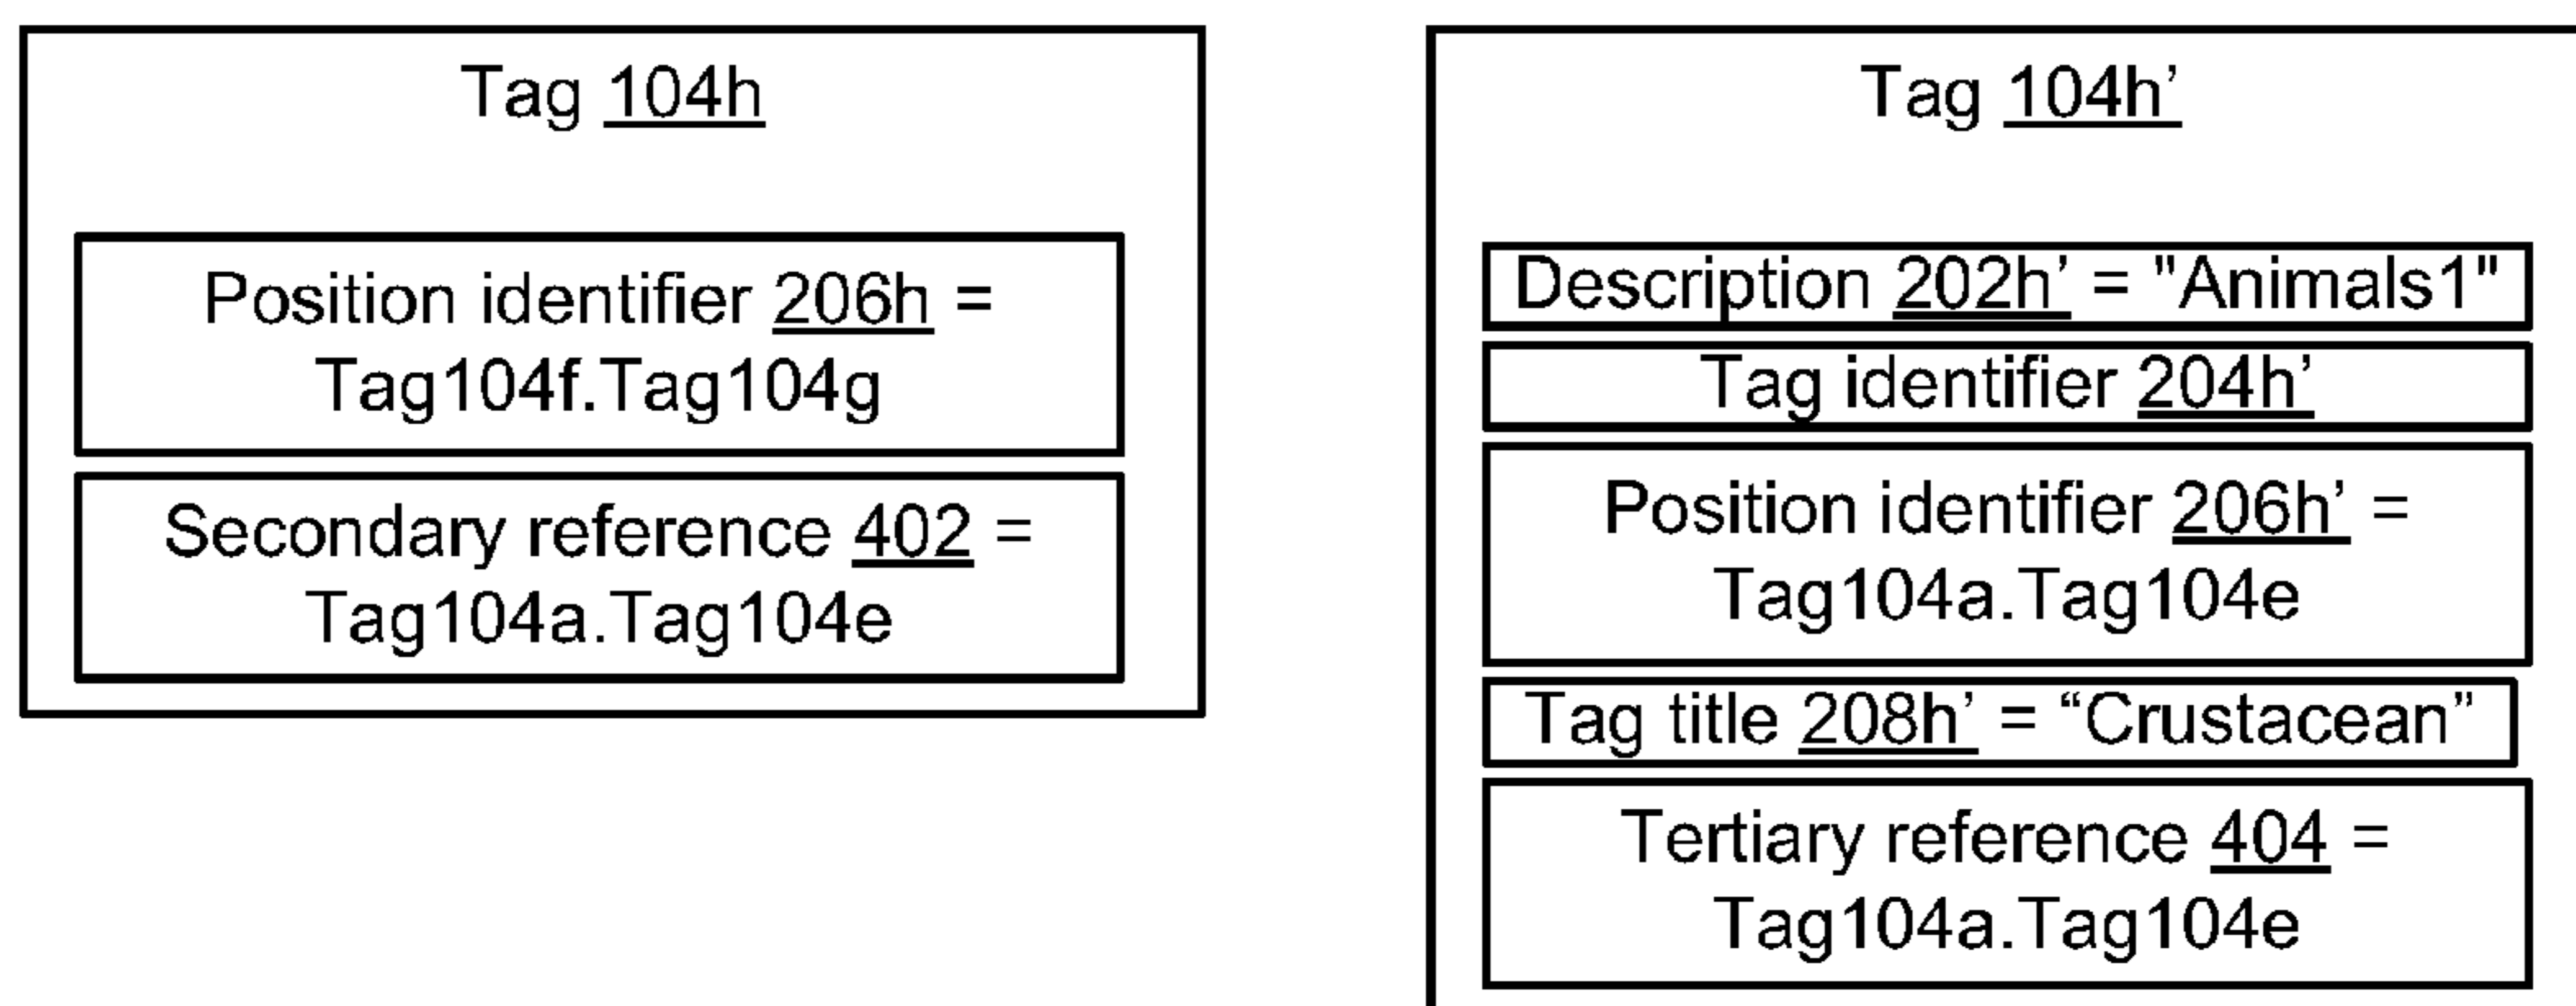 Tag 104h
Position identifier 206h =
Tag104f.Tag104g
Secondary reference 402 =
Tag104a.Tag104e
Tag 104h’
Description 202h’ = "Animals1"
Tag identifier 204h’
Position identifier 206h’ =
Tag104a.Tag104e
Tag title 208h’ = “Crustacean”
Tertiary reference 404 =
Tag104a.Tag104e